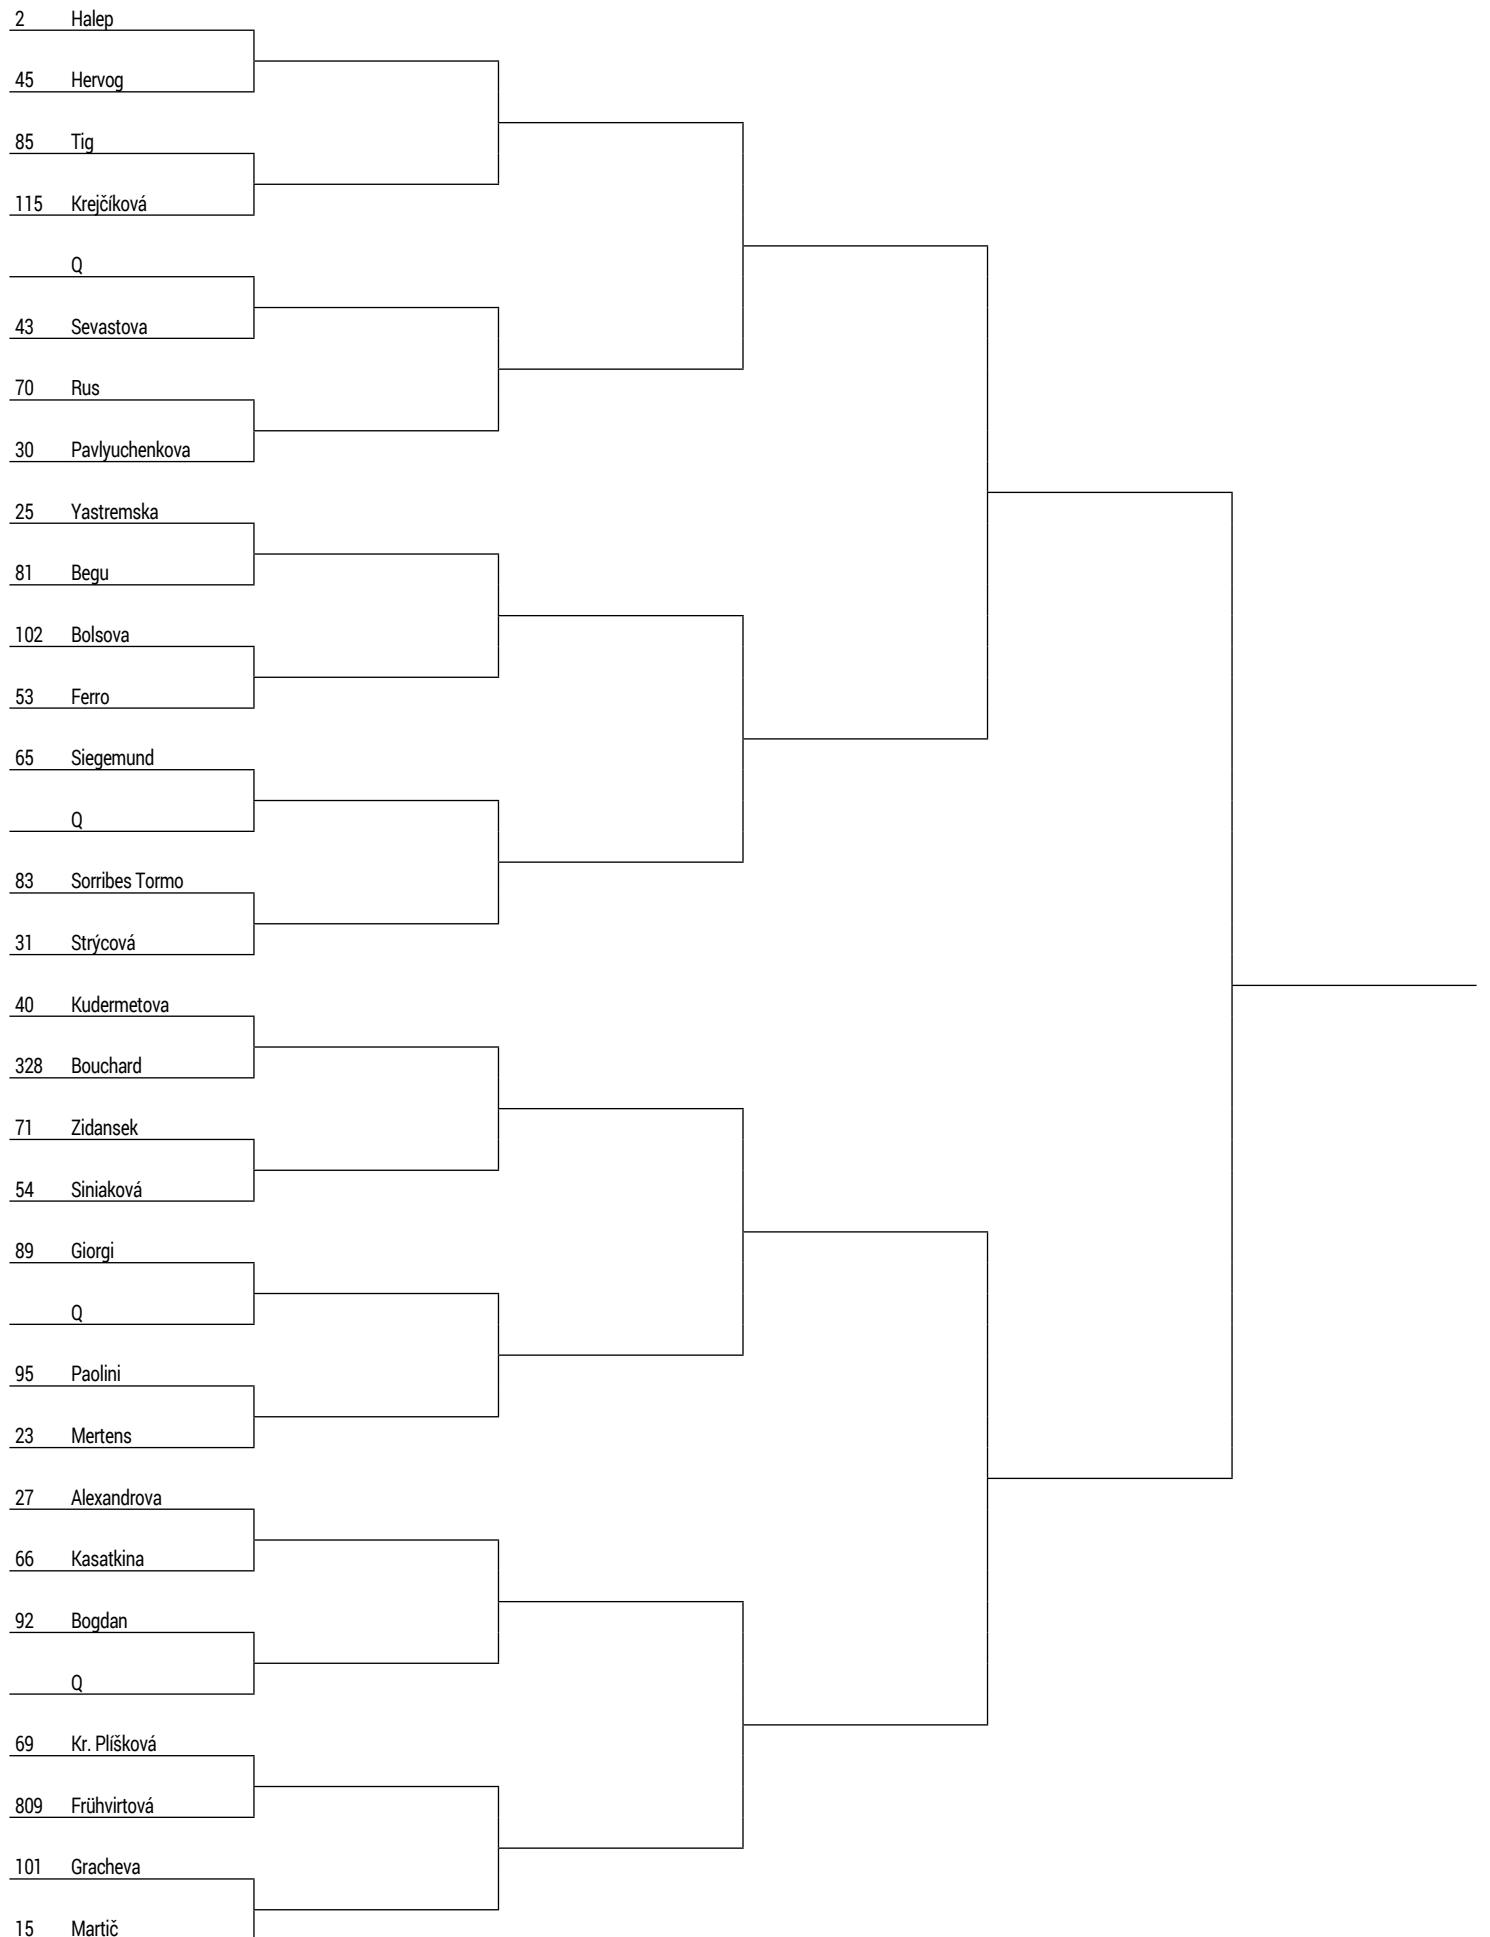 2 Halep
45 Hervog
85 Tig
115 Krejčíková
Q
43 Sevastova
70 Rus
30 Pavlyuchenkova
25 Yastremska
81 Begu
102 Bolsova
53 Ferro
65 Siegemund
Q
83 Sorribes Tormo
31 Strýcová
40 Kudermetova
328 Bouchard
71 Zidansek
54 Siniaková
89 Giorgi
Q
95 Paolini
23 Mertens
27 Alexandrova
66 Kasatkina
92 Bogdan
Q
69 Kr. Plíšková
809 Frühvirtová
101 Gracheva
15 Martič